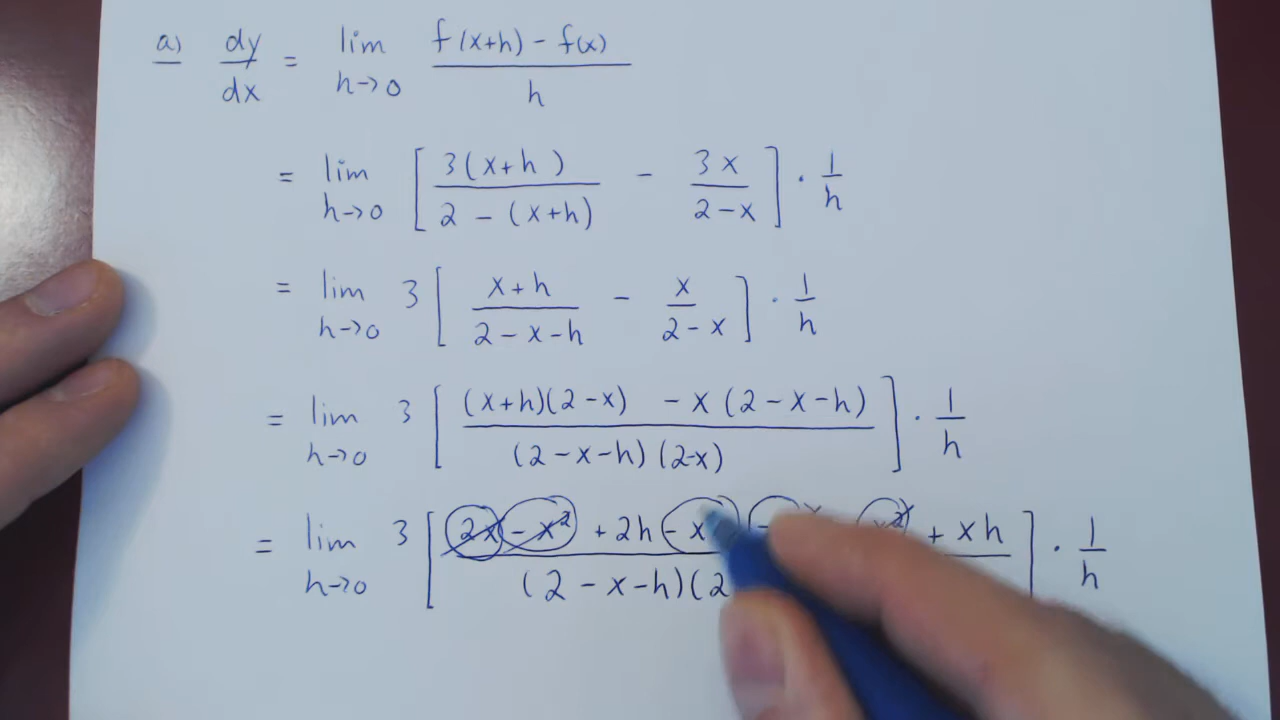 a) dy/dx = lim h→0 f(x+h) - f(x) / h
= lim h→0 [ 3(x+h) / 2 - (x+h) - 3x / 2-x ] · 1/h
= lim h→0 3 [ x+h / 2-x-h - x / 2-x ] · 1/h
= lim h→0 3 [ (x+h)(2-x) - x(2-x-h) / (2-x-h)(2-x) ] · 1/h
= lim h→0 3 [ 2x - x² + 2h - x x² + xh / (2-x-h)(2 ] · 1/h